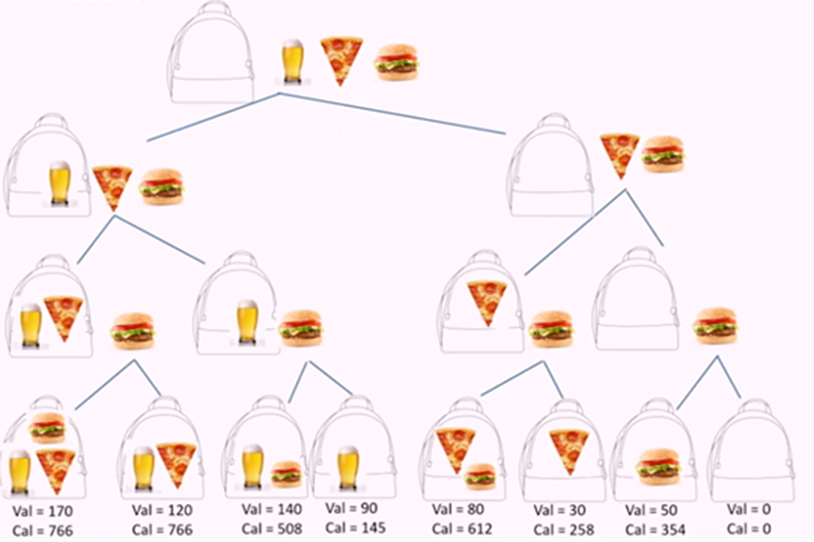 Val = 170
Cal = 766
Val = 120
Cal = 766
Val = 140
Cal = 508
Val = 90
Cal = 145
Val = 80
Cal = 612
Val = 30
Cal = 258
Val = 50
Cal = 354
Val = 0
Cal = 0